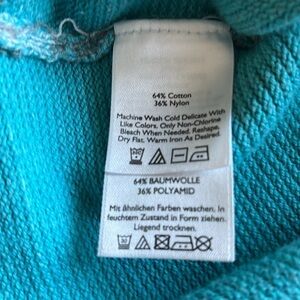 64% Cotton
36% Nylon
Machine Wash Cold Delicate With
Like Colors. Only Non-Chlorine
Bleach When Needed. Reshape,
Dry Flat. Warm Iron As Desired.
64% BAUMWOLLE
36% POLYAMID
Mit ähnlichen Farben waschen. In
feuchtem Zustand in Form ziehen.
Liegend trocknen.